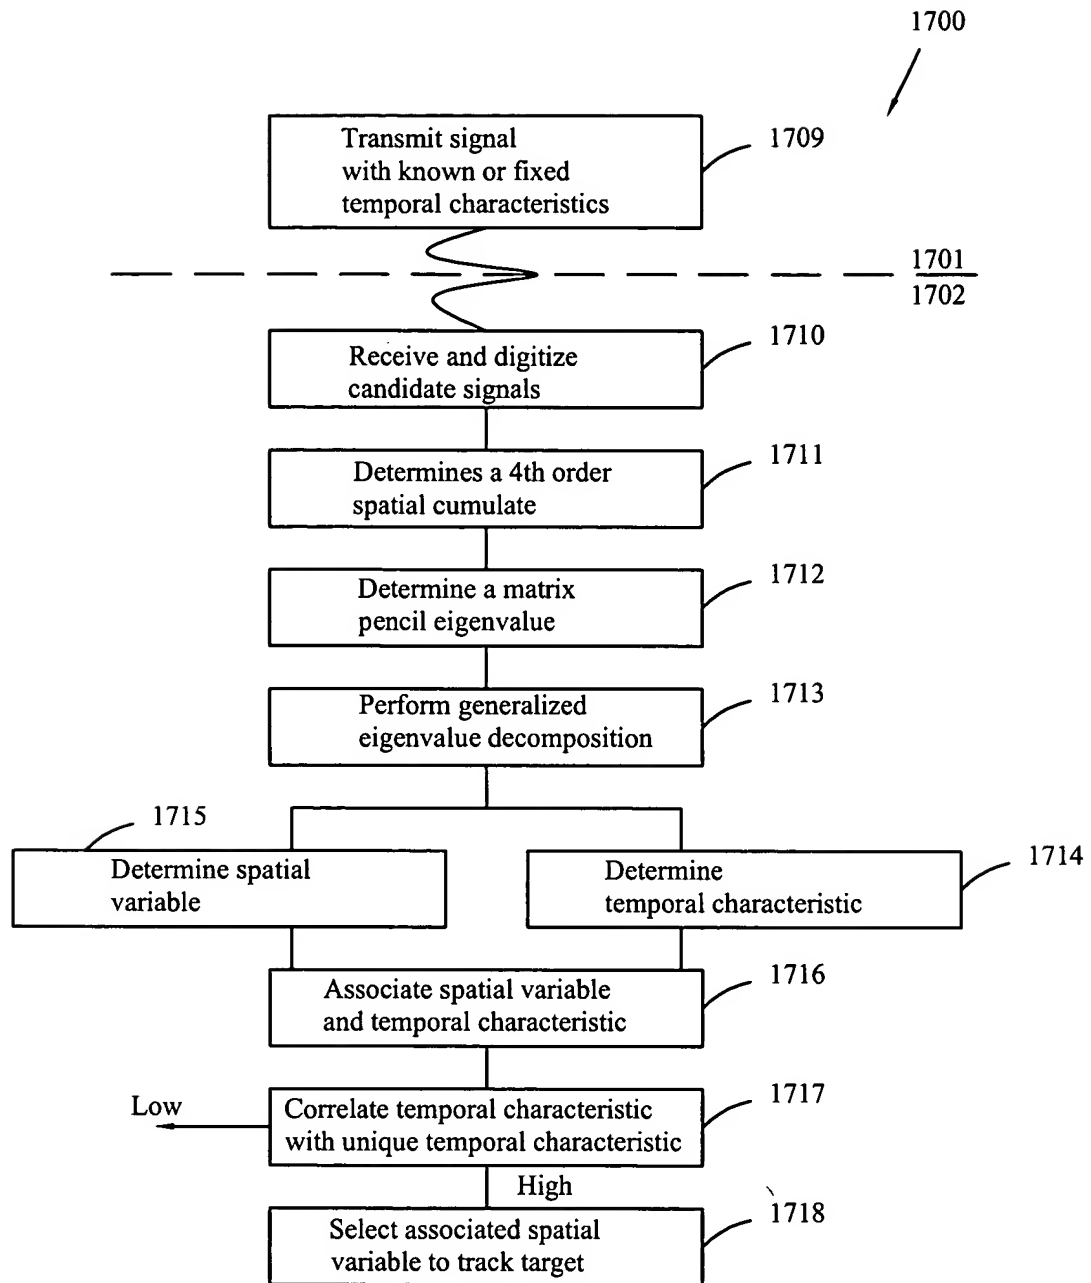 1700
Transmit signal
with known or fixed
temporal characteristics
1709
1701
1702
Receive and digitize
candidate signals
1710
Determines a 4th order
spatial cumulate
1711
Determine a matrix
pencil eigenvalue
1712
Perform generalized
eigenvalue decomposition
1713
1715
Determine spatial
variable
Determine
temporal characteristic
1714
Associate spatial variable
and temporal characteristic
1716
Low
Correlate temporal characteristic
with unique temporal characteristic
1717
High
Select associated spatial
variable to track target
1718